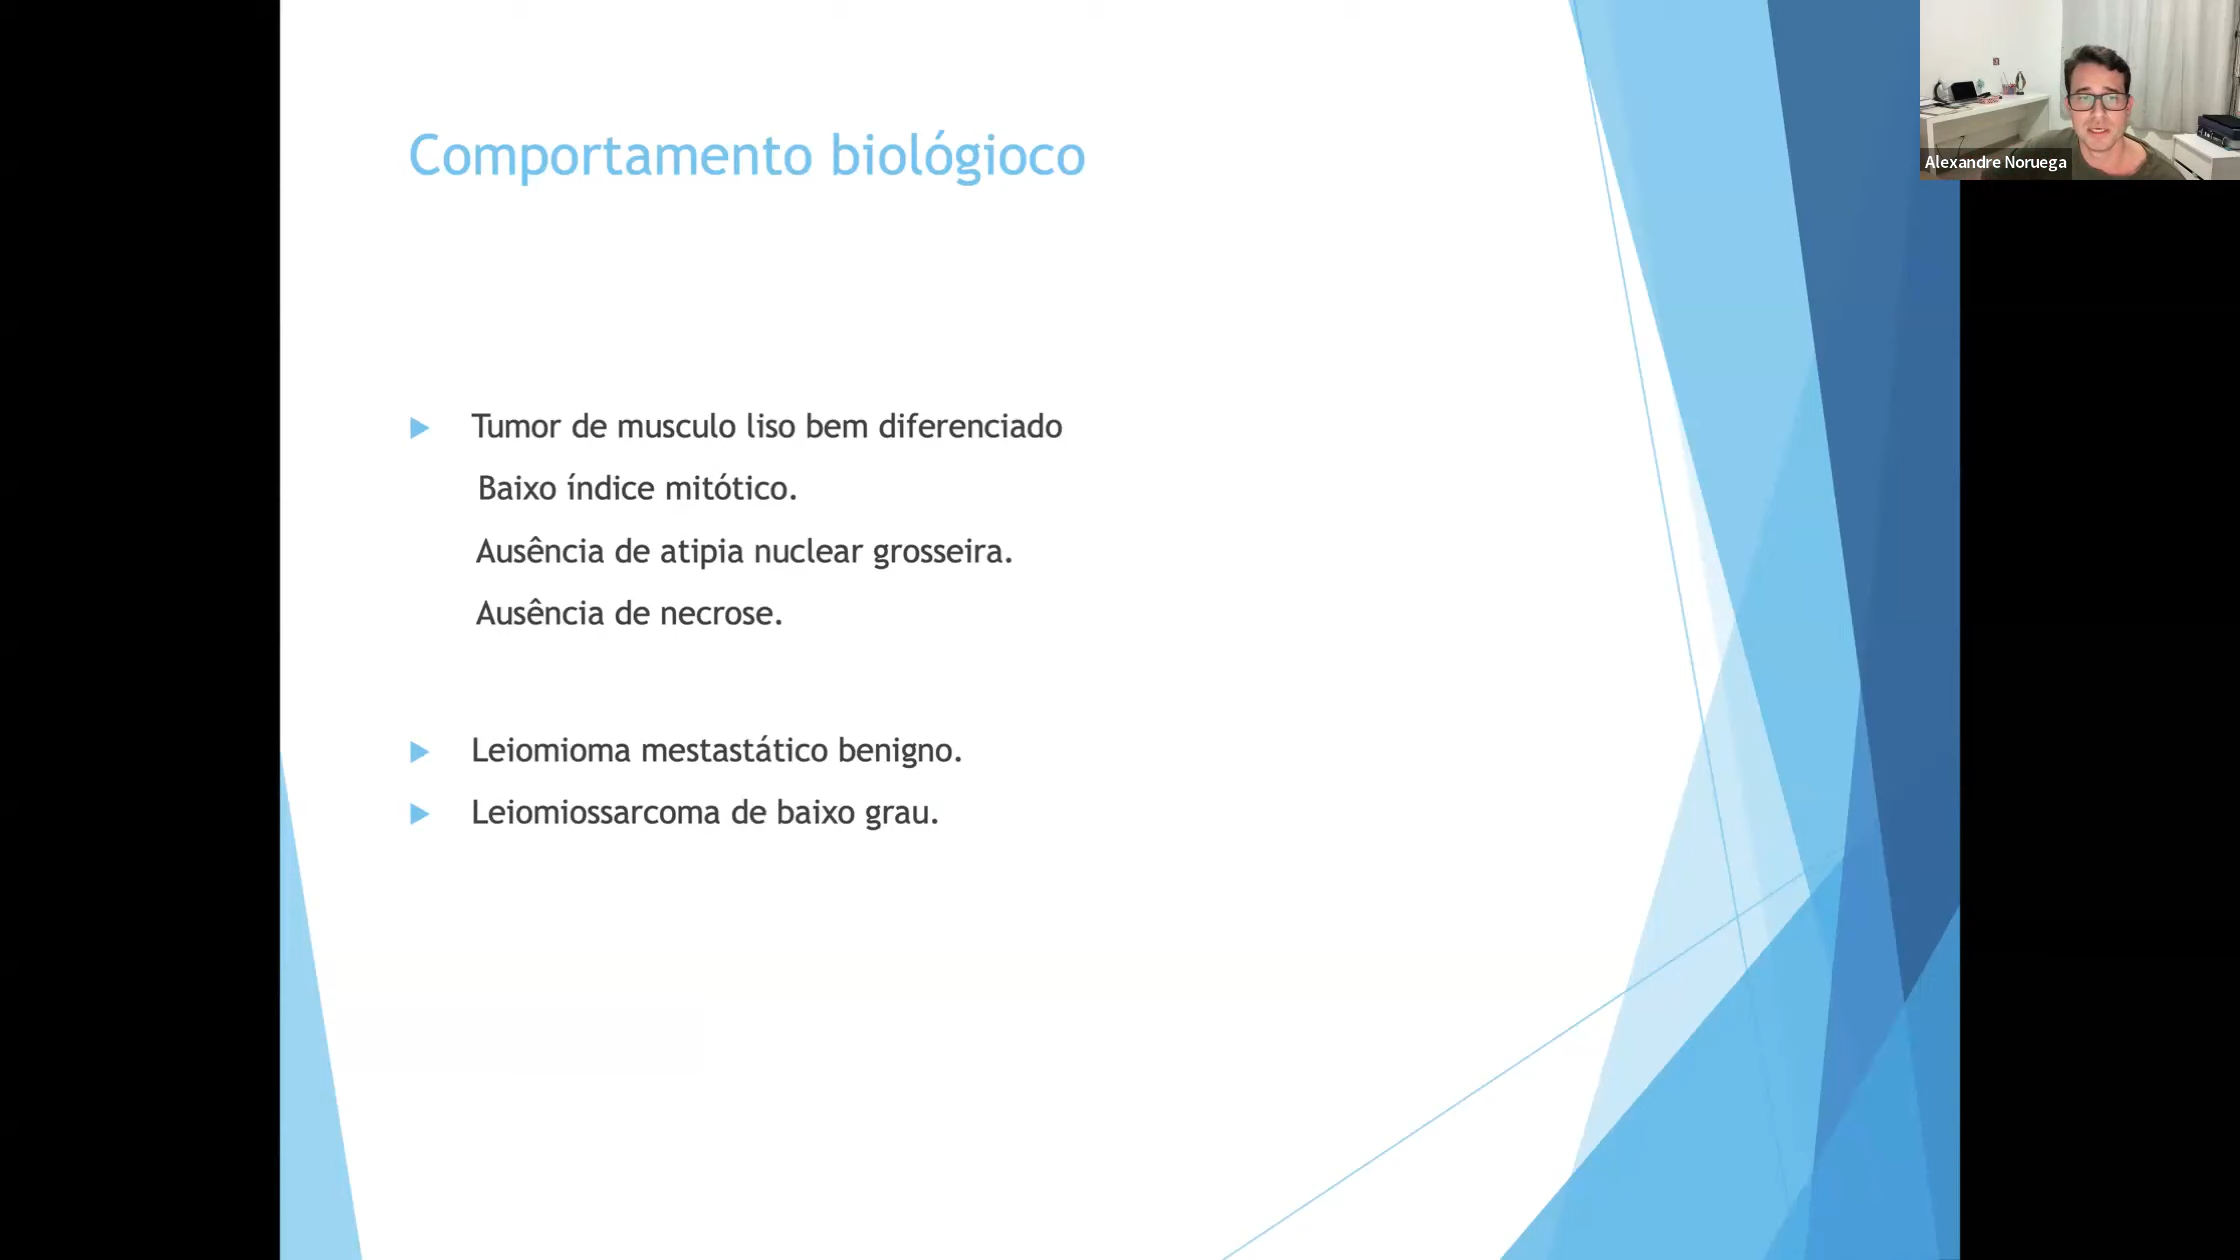 Comportamento biológioco
Alexandre Noruega
Tumor de musculo liso bem diferenciado
Baixo índice mitótico.
Ausência de atipia nuclear grosseira.
Ausência de necrose.
Leiomioma mestastático benigno.
Leiomiossarcoma de baixo grau.